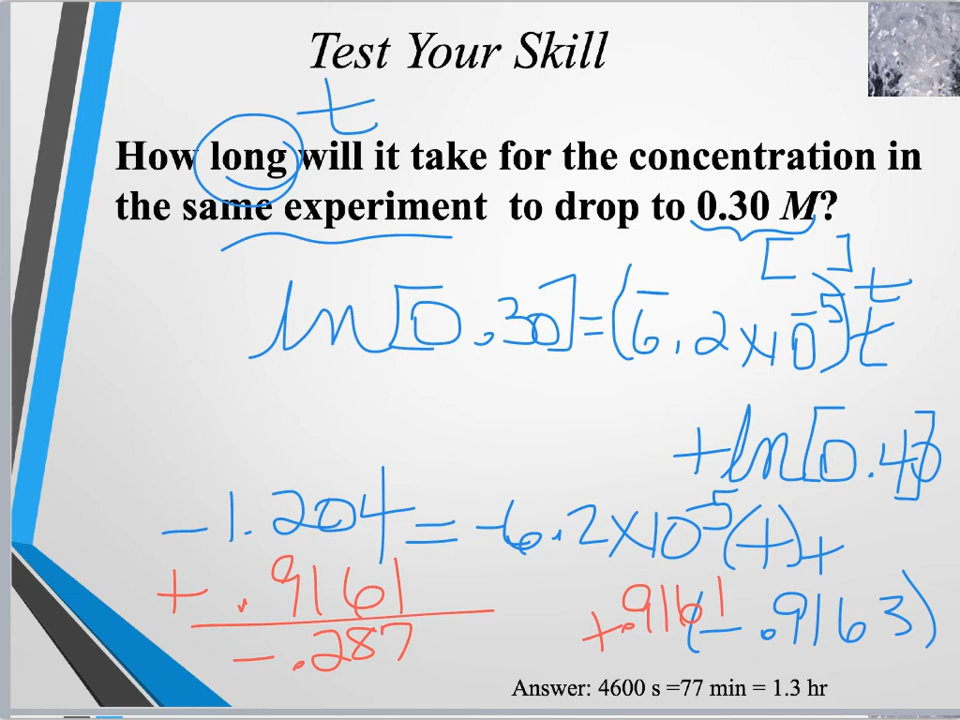 Test Your Skill
t
How long will it take for the concentration in
the same experiment to drop to 0.30 M?
[ ]t
ln[0.30]=(-6.2x10^-5)t
+ln[0.40]
-1.204=-6.2x10^-5(t)+
(-.9163)
+.9161 +.9161
-.287
Answer: 4600 s =77 min = 1.3 hr